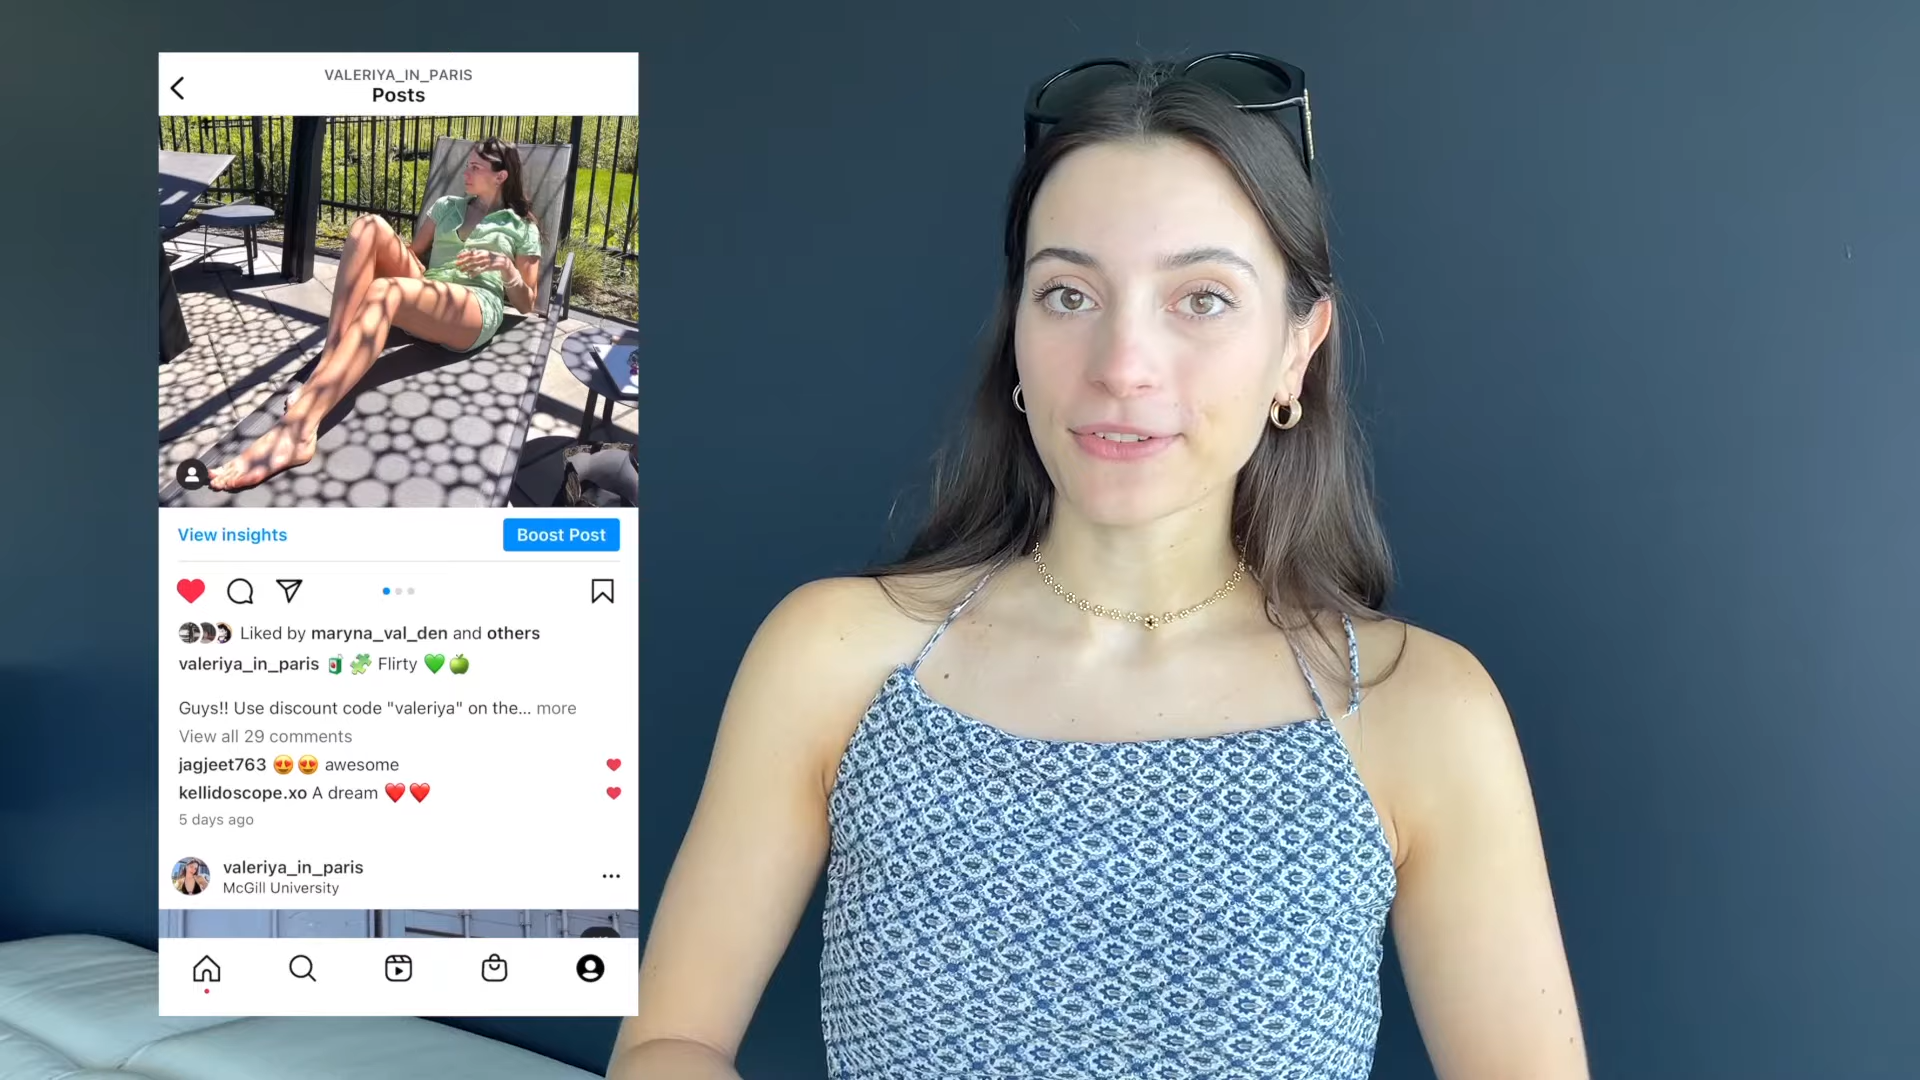 VALERIYA_IN_PARIS
Posts
View insights
Boost Post
Liked by maryna_val_den and others
valeriya_in_paris 🧃🧩 Flirty 💚🍏
Guys!! Use discount code "valeriya" on the... more
View all 29 comments
jagjeet763 😍😍 awesome
kellidoscope.xo A dream ❤️❤️
5 days ago
valeriya_in_paris
McGill University